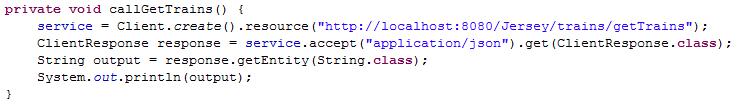 private void callGetTrains() {
    service = Client.create().resource("http://localhost:8080/Jersey/trains/getTrains");
    ClientResponse response = service.accept("application/json").get(ClientResponse.class);
    String output = response.getEntity(String.class);
    System.out.println(output);
}